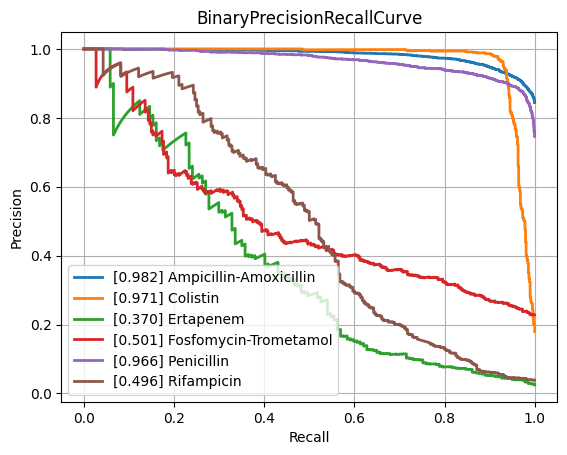 BinaryPrecisionRecallCurve
1.0
0.8
0.6
0.4
0.2
0.0
Precision
[0.982] Ampicillin-Amoxicillin
[0.971] Colistin
[0.370] Ertapenem
[0.501] Fosfomycin-Trometamol
[0.966] Penicillin
[0.496] Rifampicin
0.0 0.2 0.4 0.6 0.8 1.0
Recall